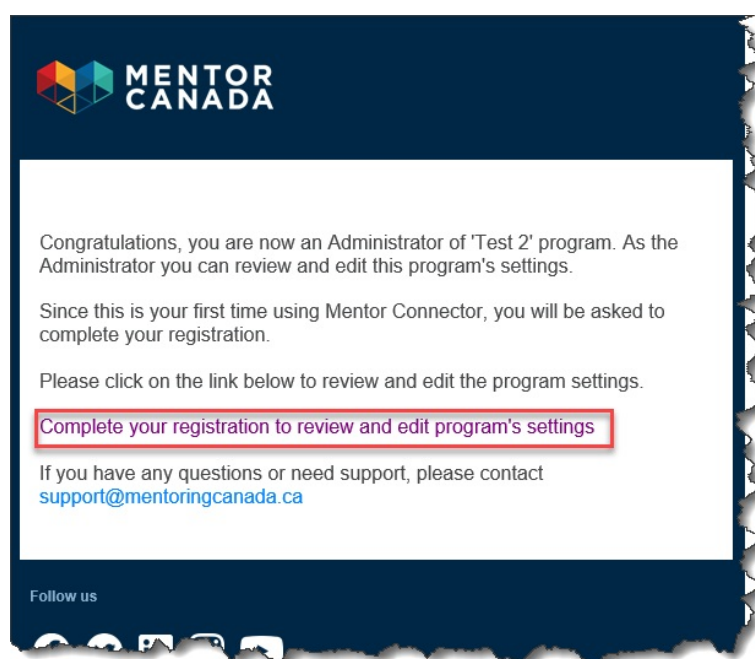 MENTOR
CANADA
Congratulations, you are now an Administrator of 'Test 2' program. As the
Administrator you can review and edit this program's settings.
Since this is your first time using Mentor Connector, you will be asked to
complete your registration.
Please click on the link below to review and edit the program settings.
Complete your registration to review and edit program's settings
If you have any questions or need support, please contact
support@mentoringcanada.ca
Follow us